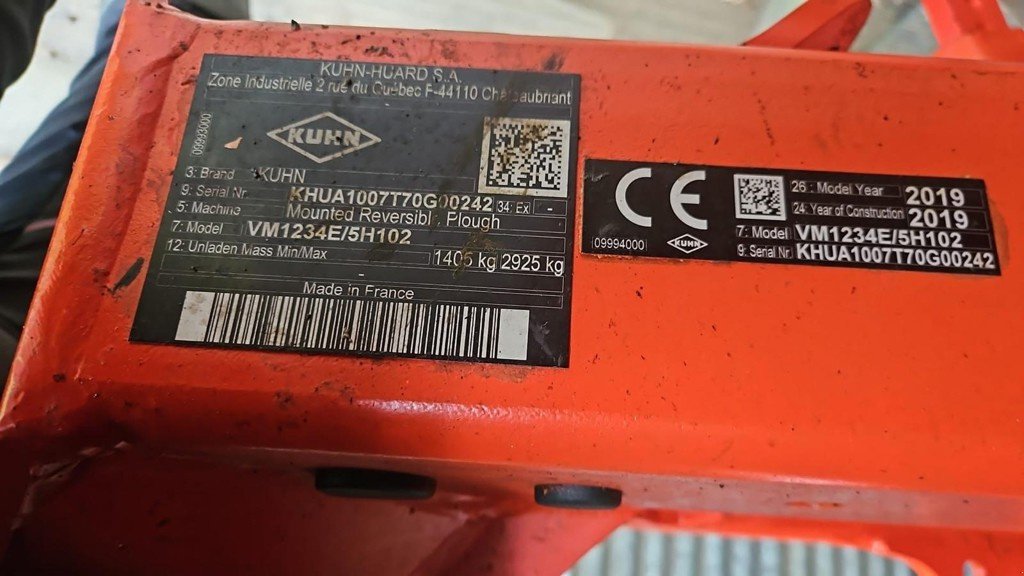 KUHN-HUARD S.A.
Zone Industrielle 2 rue du Québec F-44110 Châteaubriant
09993000
KUHN
3: Brand KUHN
9: Serial Nr KHUA1007T70G00242 34: Ex -
5: Machine Mounted Reversibl. Plough
7: Model VM1234E/5H102
12: Unladen Mass Min/Max 1405 kg 2925 kg
-
Made in France
CE
09994000
KUHN
26: Model Year 2019
24: Year of Construction 2019
7: Model VM1234E/5H102
9: Serial Nr KHUA1007T70G00242